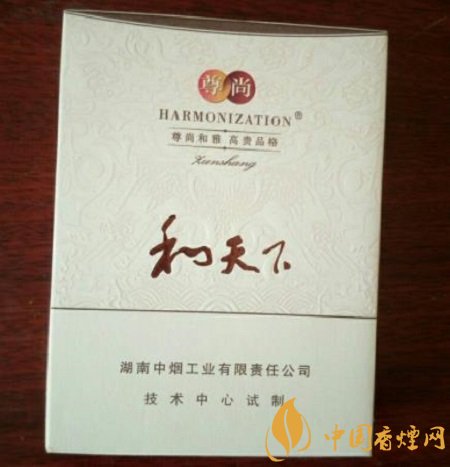 尊尚
HARMONIZATION®
尊尚和雅 高贵品格
Zunshang
和天下
湖南中烟工业有限责任公司
技术中心试制
中国香煙网